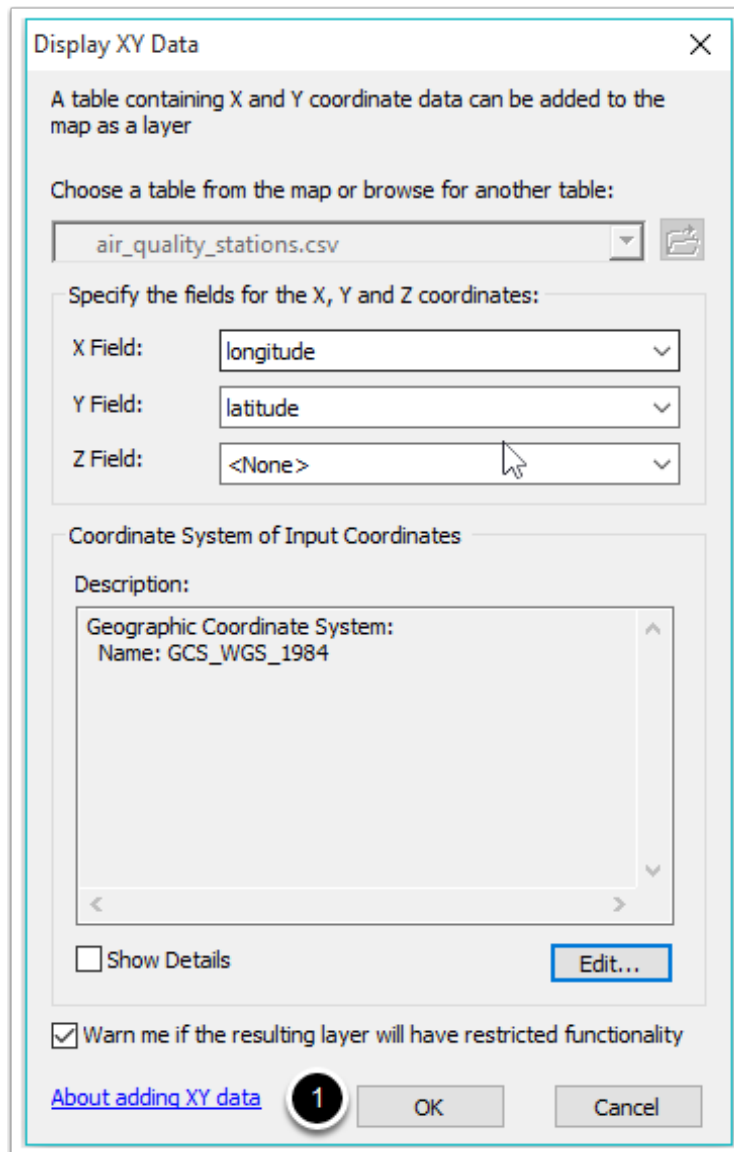 Display XY Data
A table containing X and Y coordinate data can be added to the
map as a layer
Choose a table from the map or browse for another table:
air_quality_stations.csv
Specify the fields for the X, Y and Z coordinates:
X Field:
longitude
Y Field:
latitude
Z Field:
<None>
Coordinate System of Input Coordinates
Description:
Geographic Coordinate System:
Name: GCS_WGS_1984
Show Details
Edit...
Warn me if the resulting layer will have restricted functionality
About adding XY data
1
OK
Cancel